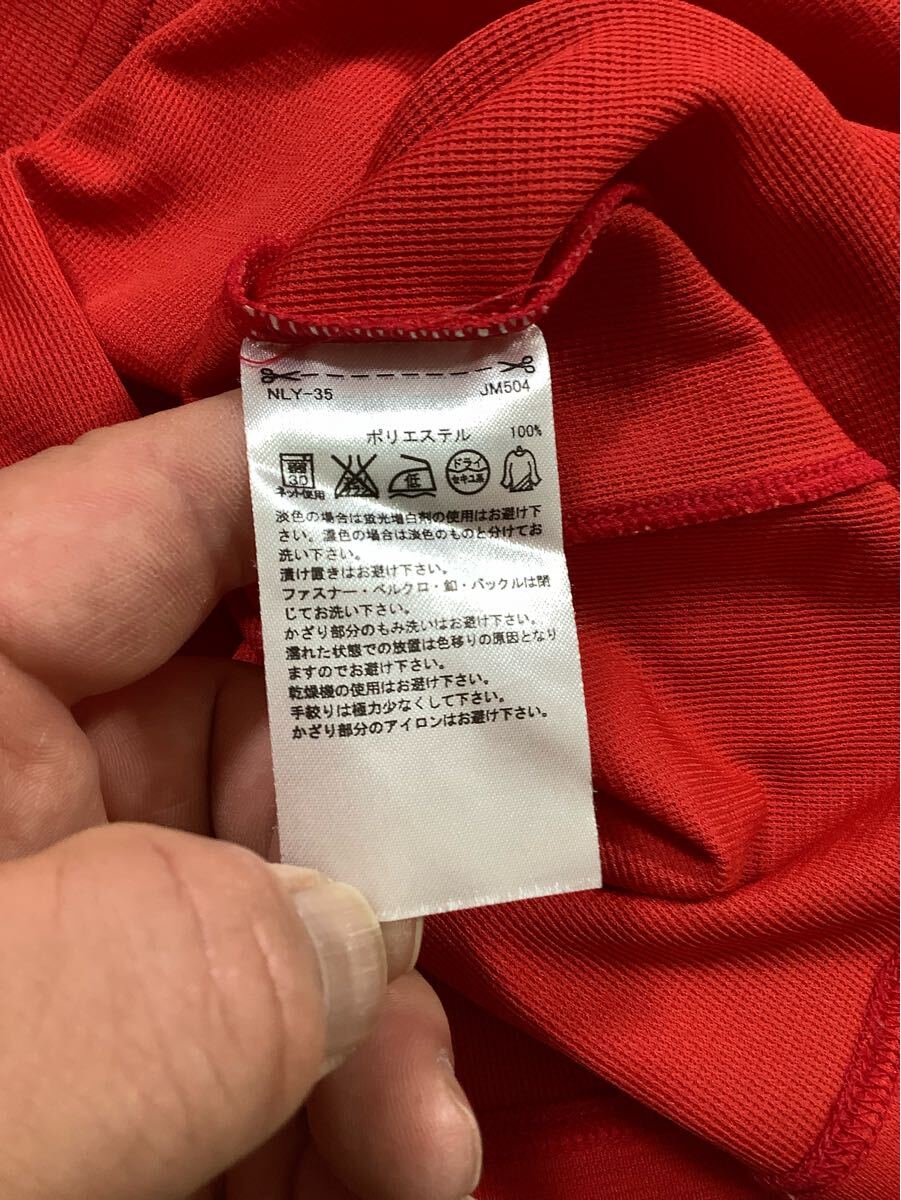 NLY-35 JM504
ポリエステル 100%
弱 30 エンソサラシ 低 ドライ セキユ系
ネット使用
淡色の場合は蛍光増白剤の使用はお避け下
さい。濃色の場合は淡色のものと分けてお
洗い下さい。
漬け置きはお避け下さい。
ファスナー・ベルクロ・釦・バックルは閉
じてお洗い下さい。
かざり部分のもみ洗いはお避け下さい。
濡れた状態での放置は色移りの原因となり
ますのでお避け下さい。
乾燥機の使用はお避け下さい。
手絞りは極力少なくして下さい。
かざり部分のアイロンはお避け下さい。